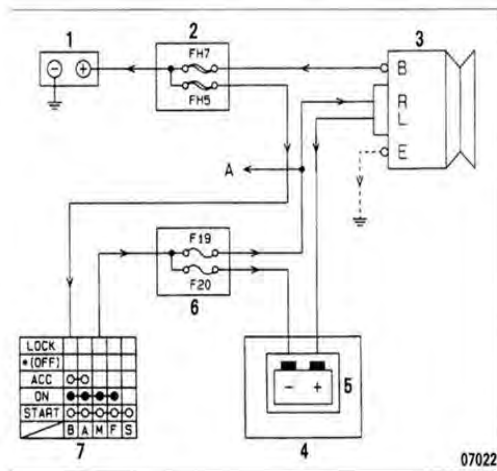 1
2
3
FH7
FH5
B
R
L
E
A
F19
F20
6
LOCK
*(OFF)
ACC
ON
START
B A M F S
7
- +
5
4
07022